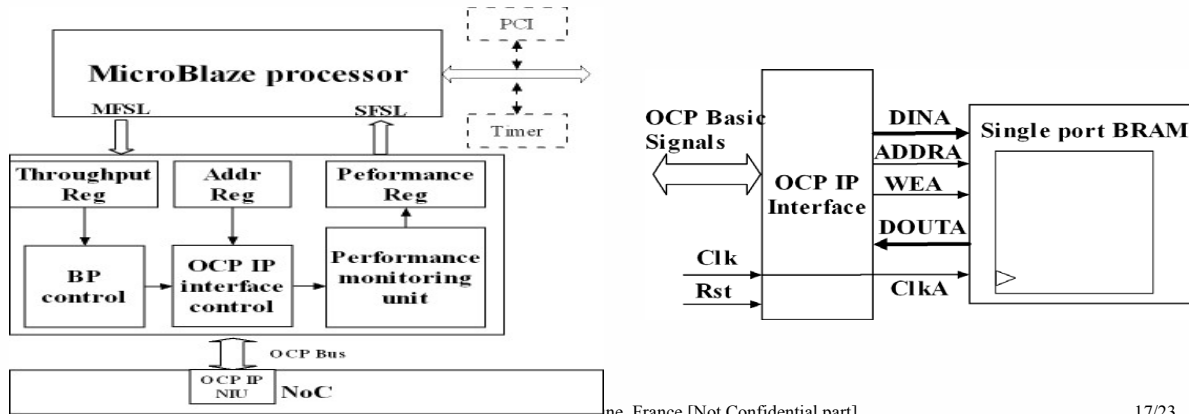 PCI
MicroBlaze processor
MFSL
SFSL
Timer
Throughput
Reg
Addr
Reg
Peformance
Reg
BP
control
OCP IP
interface
control
Performance
monitoring
unit
OCP Bus
OCP IP
NIU
NoC
OCP Basic
Signals
OCP IP
Interface
DINA
ADDRA
WEA
DOUTA
Single port BRAM
Clk
Rst
ClkA
France [Not Confidential part]
17/23